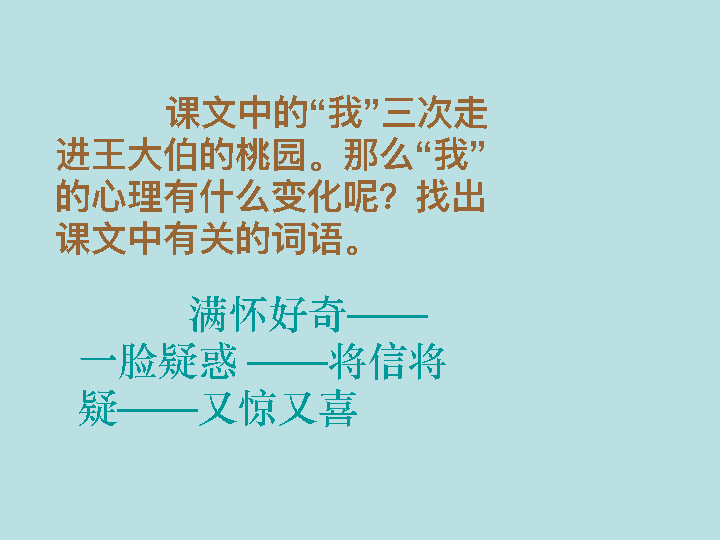 课文中的“我”三次走
进王大伯的桃园。那么“我”
的心理有什么变化呢？找出
课文中有关的词语。
满怀好奇——
一脸疑惑 ——将信将
疑——又惊又喜